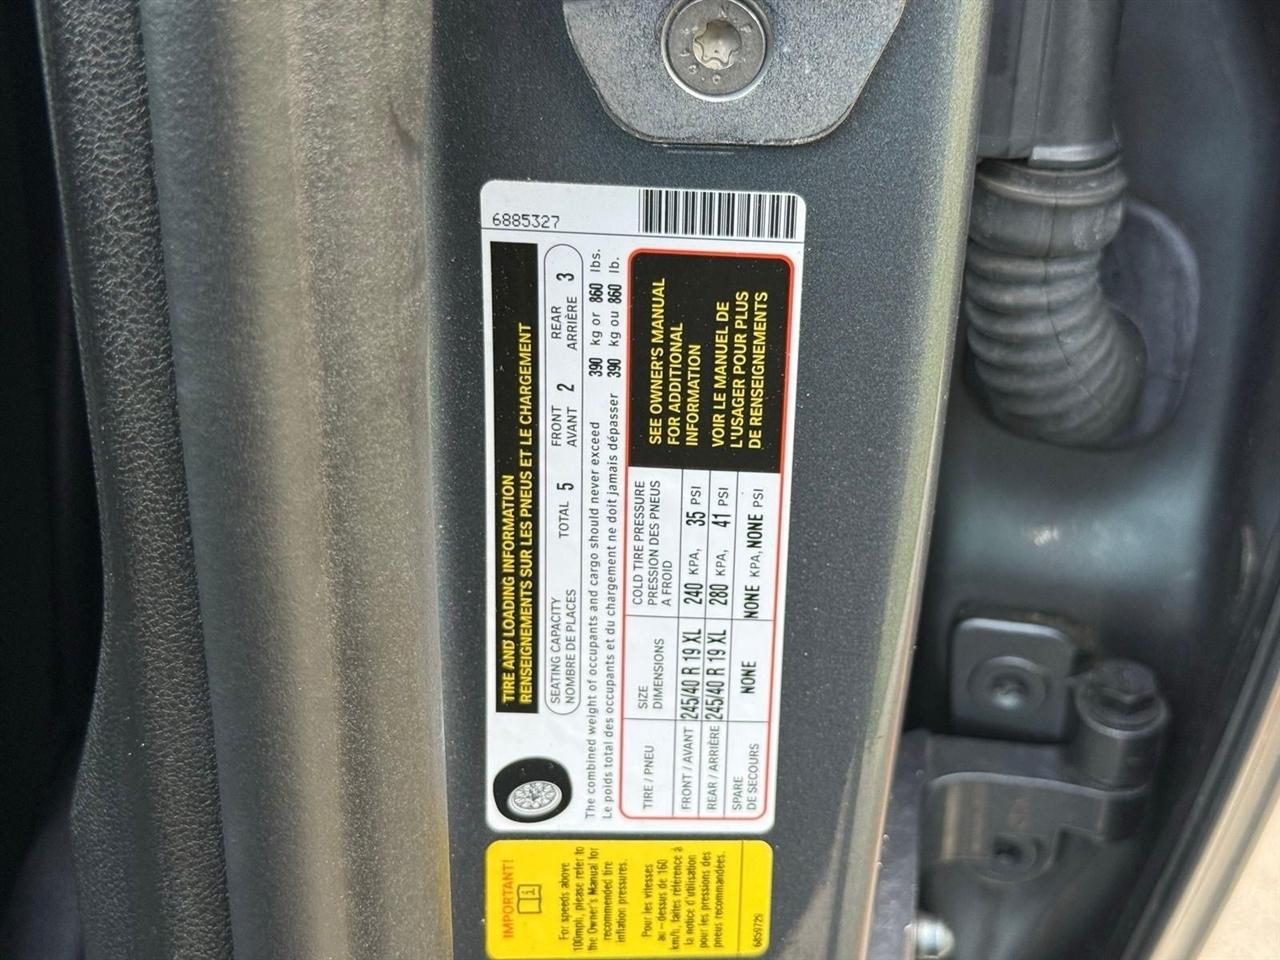 6885327
TIRE AND LOADING INFORMATION
RENSEIGNEMENTS SUR LES PNEUS ET LE CHARGEMENT
SEATING CAPACITY
NOMBRE DE PLACES
TOTAL 5
FRONT
AVANT 2
REAR
ARRIÈRE 3
The combined weight of occupants and cargo should never exceed 390 kg or 860 lbs.
Le poids total des occupants et du chargement ne doit jamais dépasser 390 kg ou 860 lb.
TIRE / PNEU
SIZE
DIMENSIONS
COLD TIRE PRESSURE
PRESSION DES PNEUS
A FROID
FRONT / AVANT 245/40 R 19 XL 240 KPA, 35 PSI
REAR / ARRIÈRE 245/40 R 19 XL 280 KPA, 41 PSI
SPARE
DE SECOURS
NONE NONE KPA, NONE PSI
SEE OWNER'S MANUAL
FOR ADDITIONAL
INFORMATION
VOIR LE MANUEL DE
L'USAGER POUR PLUS
DE RENSEIGNEMENTS
IMPORTANT!
For speeds above
100mph, please refer to
the Owner's Manual for
recommended tire
inflation pressures.
Pour les vitesses
au-dessus de 160
km/h, faites référence à
la notice d'utilisation
pour les pressions des
pneus recommandées.
6859729